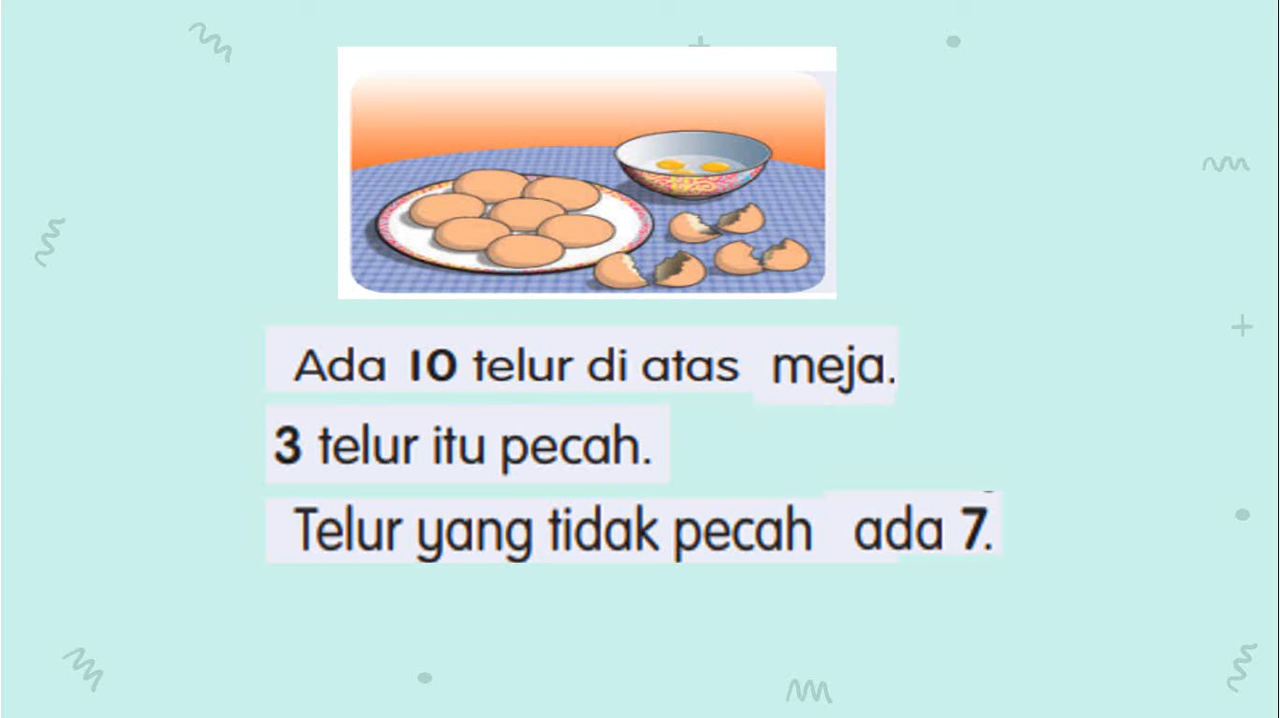 Ada 10 telur di atas meja.
3 telur itu pecah.
Telur yang tidak pecah ada 7.